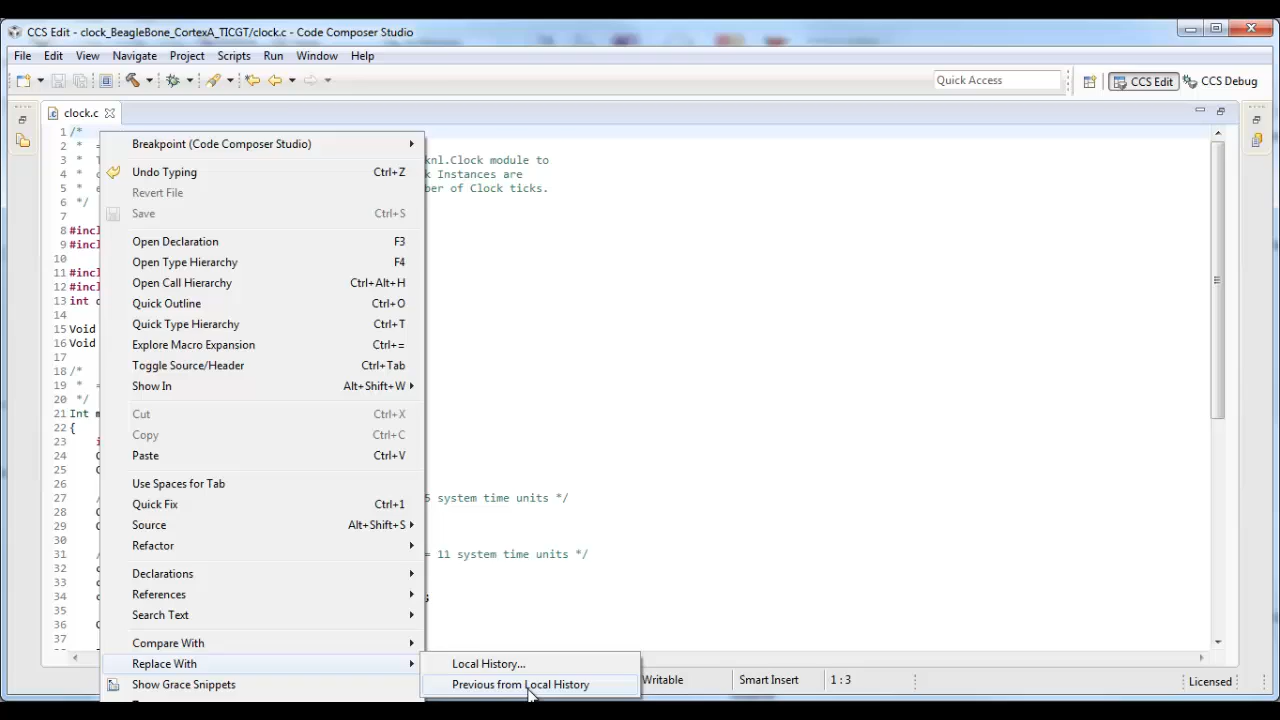 CCS Edit - clock_BeagleBone_CortexA_TICGT/clock.c - Code Composer Studio
File Edit View Navigate Project Scripts Run Window Help
Quick Access CCS Edit CCS Debug
clock.c
1 /*
2 *
3 * knl.Clock module to
4 * k Instances are
5 * ber of Clock ticks.
6 */
7
8 #incl
9 #incl
10
11 #incl
12 #incl
13 int
14
15 Void
16 Void
17
18 /*
19 *
20 */
21 Int
22 {
23
24
25
26
27 5 system time units */
28
29
30
31 = 11 system time units */
32
33
34 ;
35
36
37
38
Breakpoint (Code Composer Studio)
Undo Typing Ctrl+Z
Revert File
Save Ctrl+S
Open Declaration F3
Open Type Hierarchy F4
Open Call Hierarchy Ctrl+Alt+H
Quick Outline Ctrl+O
Quick Type Hierarchy Ctrl+T
Explore Macro Expansion Ctrl+=
Toggle Source/Header Ctrl+Tab
Show In Alt+Shift+W
Cut Ctrl+X
Copy Ctrl+C
Paste Ctrl+V
Use Spaces for Tab
Quick Fix Ctrl+1
Source Alt+Shift+S
Refactor
Declarations
References
Search Text
Compare With
Replace With
Show Grace Snippets
Local History...
Previous from Local History
Writable Smart Insert 1 : 3 Licensed